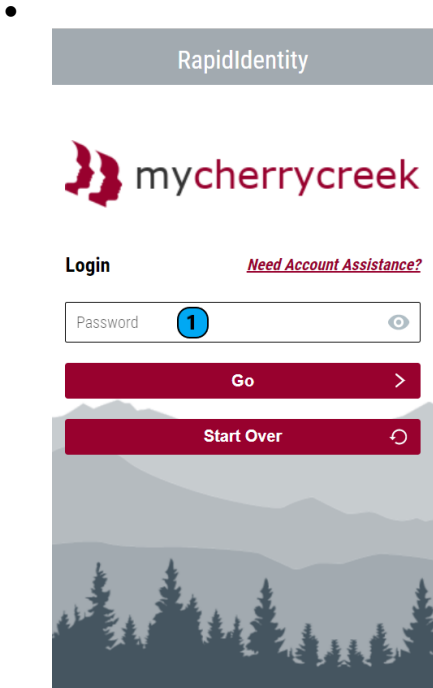 RapidIdentity
mycherrycreek
Login
Need Account Assistance?
Password
1
Go
Start Over